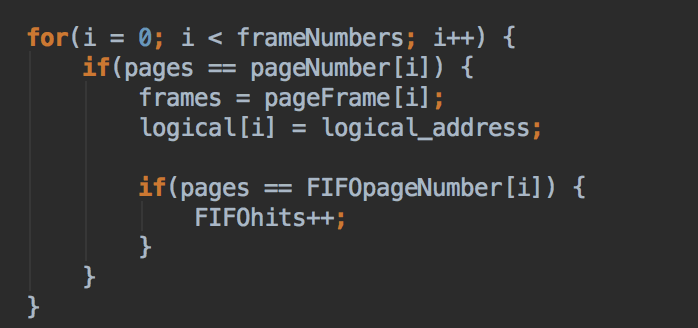 for(i = 0; i < frameNumbers; i++) {
    if(pages == pageNumber[i]) {
        frames = pageFrame[i];
        logical[i] = logical_address;

        if(pages == FIFOpageNumber[i]) {
            FIFOhits++;
        }
    }
}